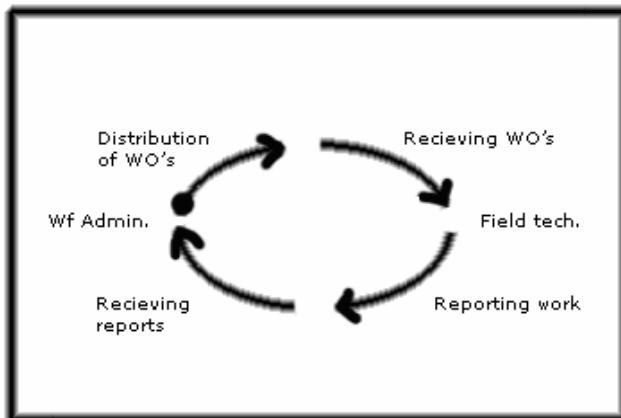 Distribution
of WO's
Recieving WO's
Wf Admin.
Field tech.
Recieving
reports
Reporting work